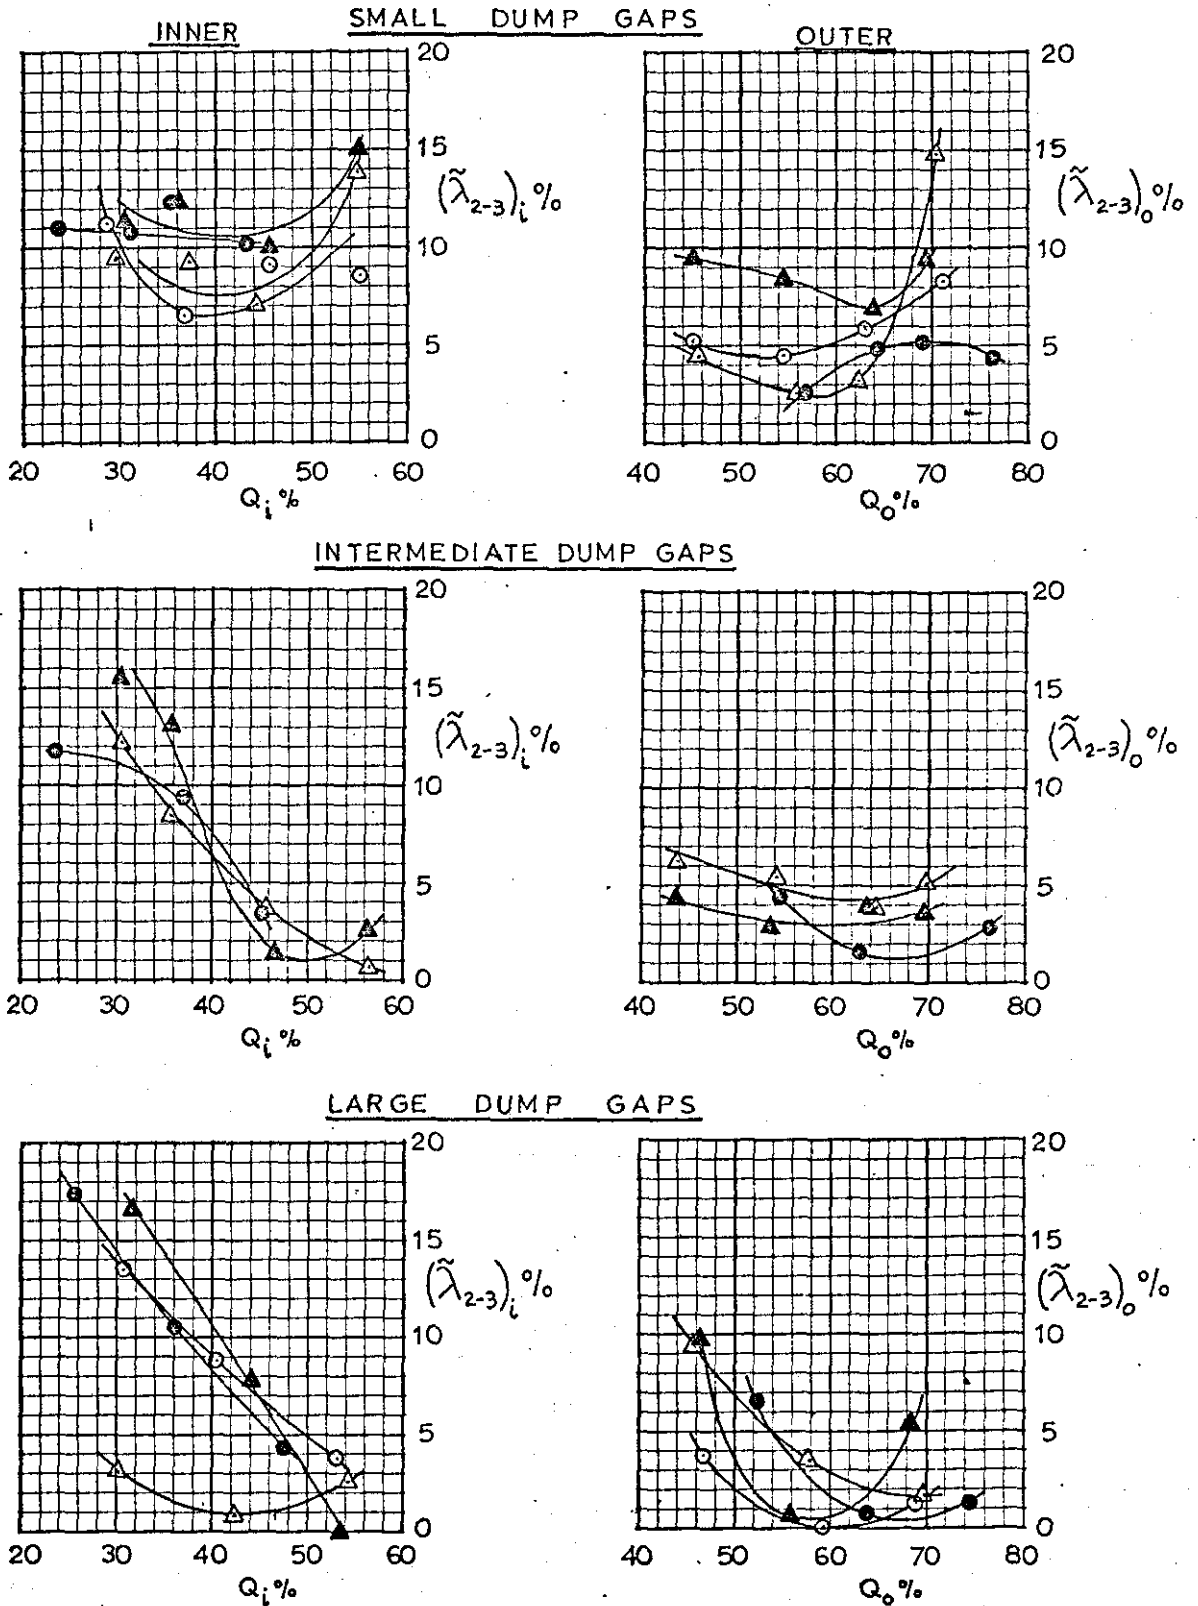 SMALL DUMP GAPS
INNER
OUTER
20
15
10
5
0
(λ̃₂₋₃)ᵢ %
20 30 40 50 60
Qᵢ %
20
15
10
5
0
(λ̃₂₋₃)ₒ %
40 50 60 70 80
Qₒ %
INTERMEDIATE DUMP GAPS
20
15
10
5
0
(λ̃₂₋₃)ᵢ %
20 30 40 50 60
Qᵢ %
20
15
10
5
0
(λ̃₂₋₃)ₒ %
40 50 60 70 80
Qₒ %
LARGE DUMP GAPS
20
15
10
5
0
(λ̃₂₋₃)ᵢ %
20 30 40 50 60
Qᵢ %
20
15
10
5
0
(λ̃₂₋₃)ₒ %
40 50 60 70 80
Qₒ %